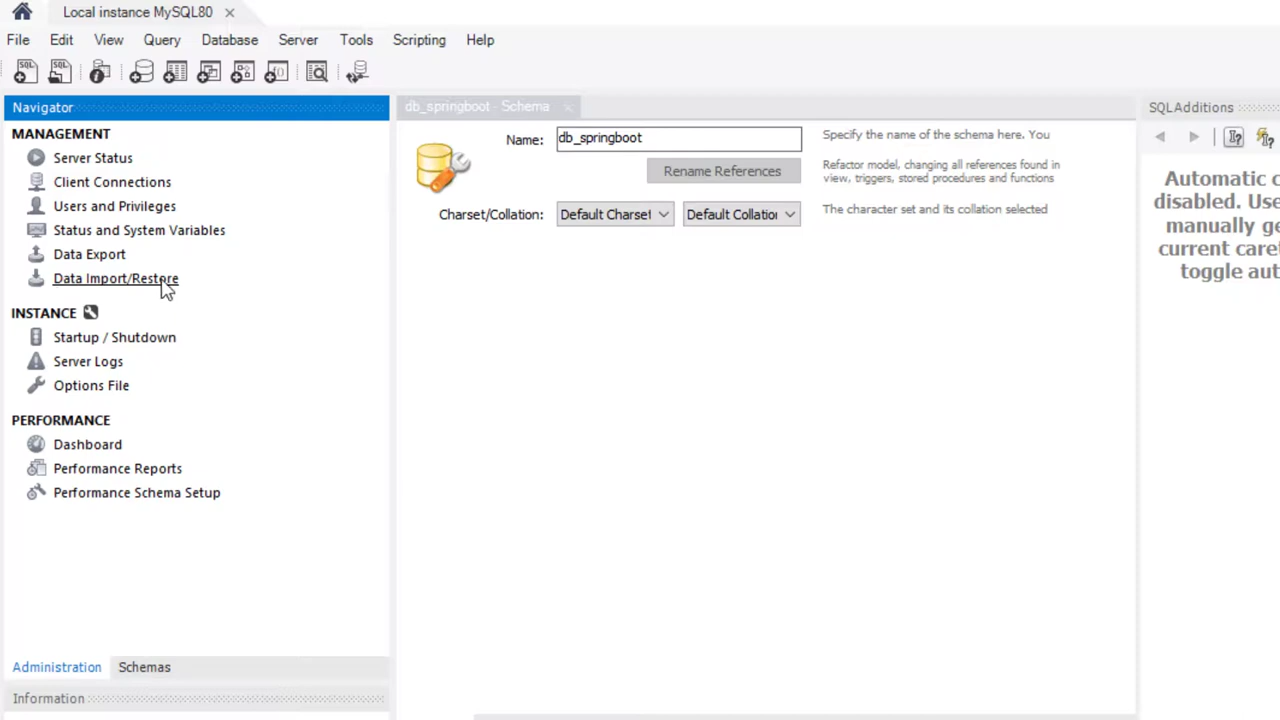 Local instance MySQL80
File Edit View Query Database Server Tools Scripting Help
SQL SQL
Navigator
MANAGEMENT
Server Status
Client Connections
Users and Privileges
Status and System Variables
Data Export
Data Import/Restore
INSTANCE
Startup / Shutdown
Server Logs
Options File
PERFORMANCE
Dashboard
Performance Reports
Performance Schema Setup
Administration Schemas
Information
db_springboot - Schema
Name: db_springboot
Specify the name of the schema here. You
Rename References
Refactor model, changing all references found in
view, triggers, stored procedures and functions
Charset/Collation: Default Charset Default Collation
The character set and its collation selected
SQLAdditions
Automatic c
disabled. Use
manually ge
current care
toggle aut